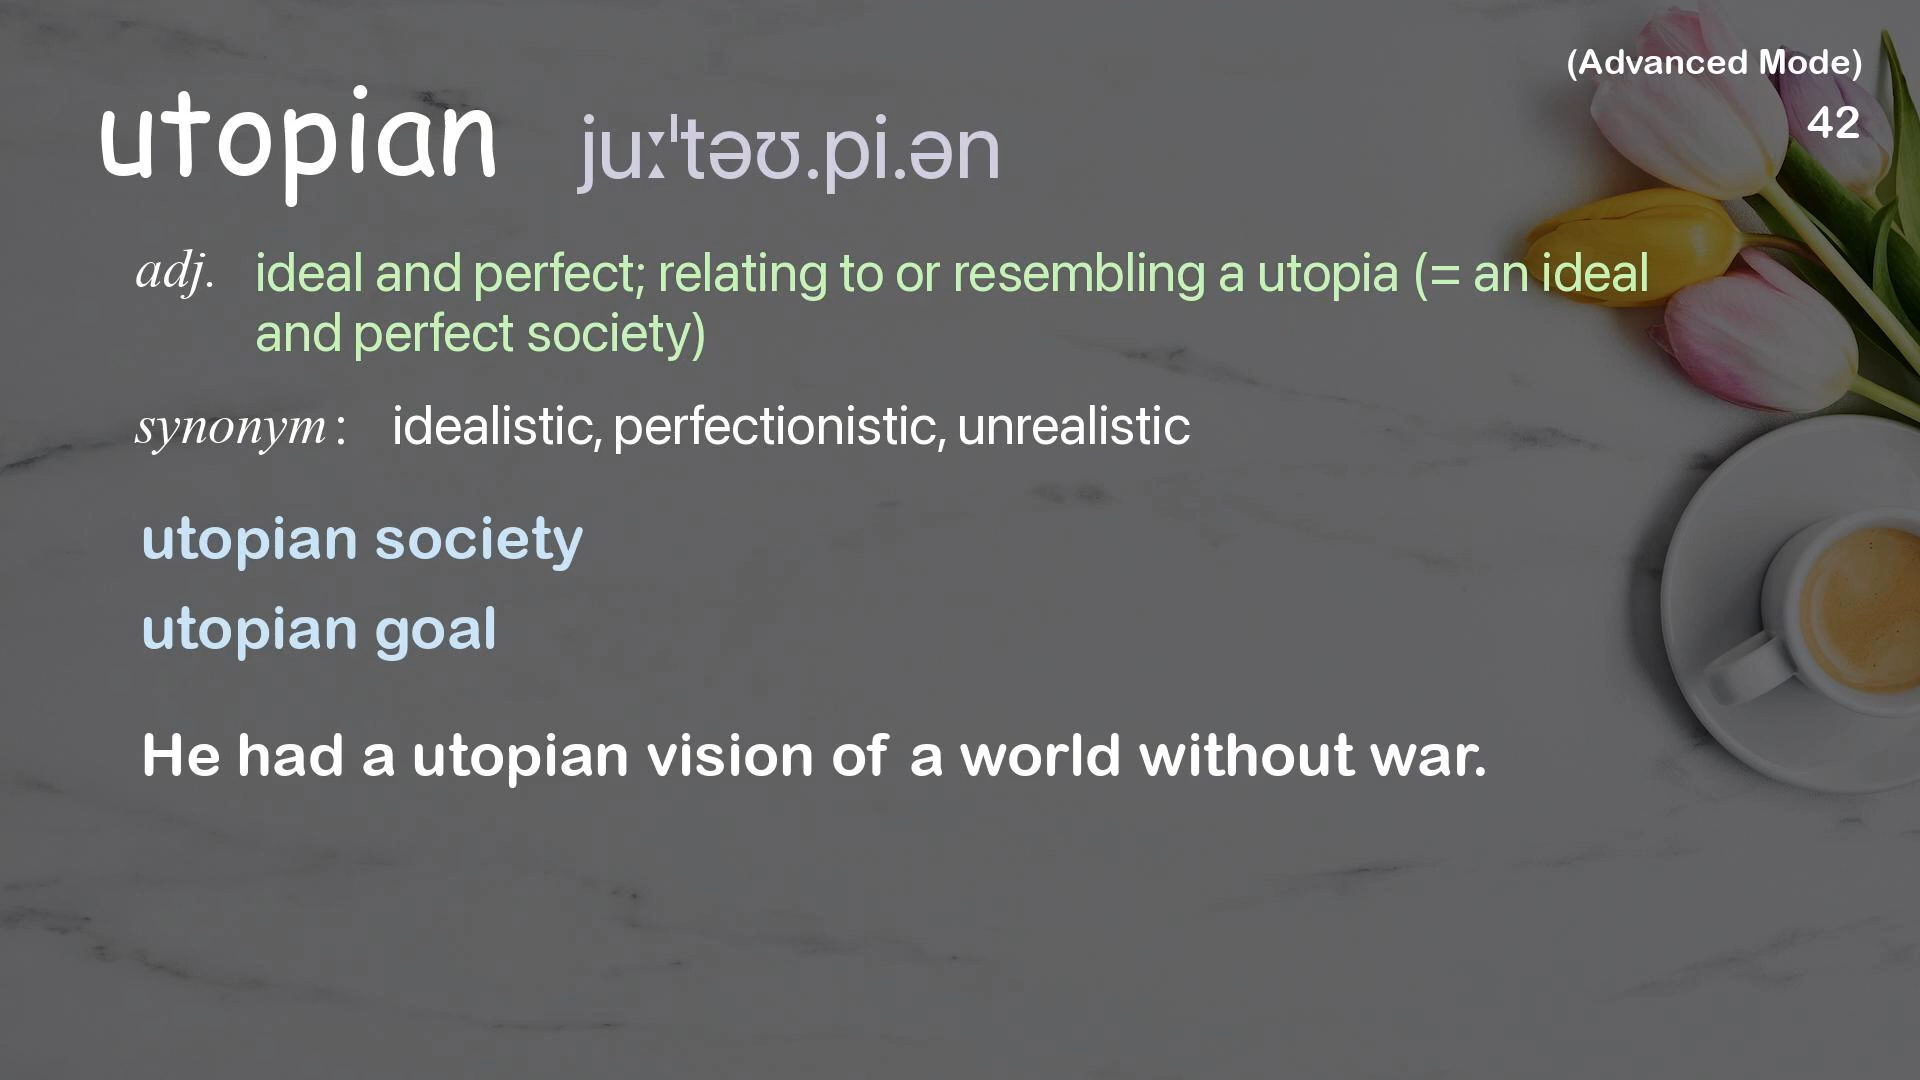 (Advanced Mode)
42
utopian juːˈtəʊ.pi.ən
adj. ideal and perfect; relating to or resembling a utopia (= an ideal
and perfect society)
synonym: idealistic, perfectionistic, unrealistic
utopian society
utopian goal
He had a utopian vision of a world without war.